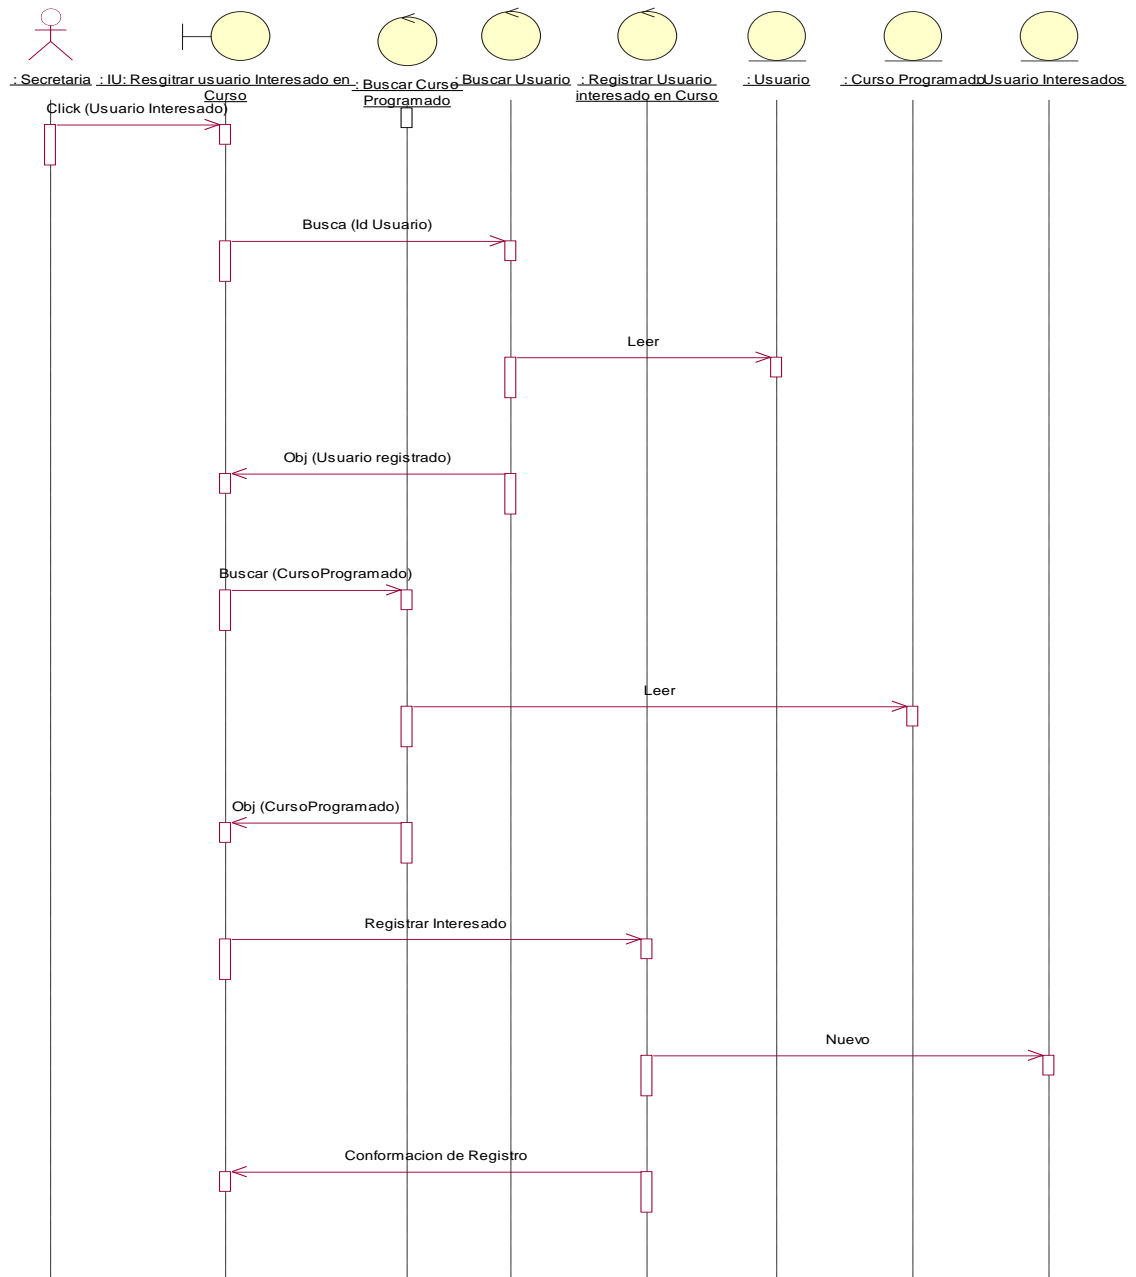 : Secretaria
: IU: Resgitrar usuario Interesado en
Curso
: Buscar Curso
Programado
: Buscar Usuario
: Registrar Usuario
interesado en Curso
: Usuario
: Curso Programado
: Usuario Interesados
Click (Usuario Interesado)
Busca (Id Usuario)
Leer
Obj (Usuario registrado)
Buscar (CursoProgramado)
Leer
Obj (CursoProgramado)
Registrar Interesado
Nuevo
Conformacion de Registro